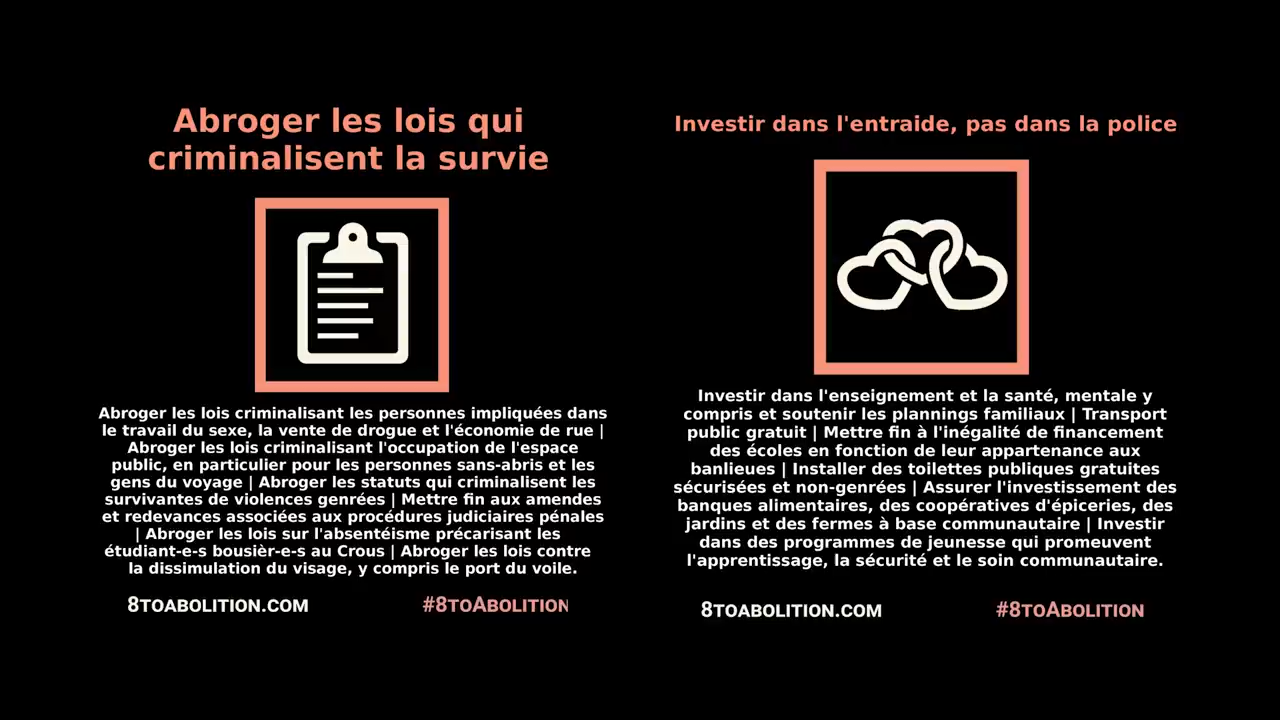 Abroger les lois qui
criminalisent la survie
Abroger les lois criminalisant les personnes impliquées dans
le travail du sexe, la vente de drogue et l'économie de rue |
Abroger les lois criminalisant l'occupation de l'espace
public, en particulier pour les personnes sans-abris et les
gens du voyage | Abroger les statuts qui criminalisent les
survivantes de violences genrées | Mettre fin aux amendes
et redevances associées aux procédures judiciaires pénales
| Abroger les lois sur l'absentéisme précarisant les
étudiant-e-s bousièr-e-s au Crous | Abroger les lois contre
la dissimulation du visage, y compris le port du voile.
8TOABOLITION.COM
#8TOABOLITION
Investir dans l'entraide, pas dans la police
Investir dans l'enseignement et la santé, mentale y
compris et soutenir les plannings familiaux | Transport
public gratuit | Mettre fin à l'inégalité de financement
des écoles en fonction de leur appartenance aux
banlieues | Installer des toilettes publiques gratuites
sécurisées et non-genrées | Assurer l'investissement des
banques alimentaires, des coopératives d'épiceries, des
jardins et des fermes à base communautaire | Investir
dans des programmes de jeunesse qui promeuvent
l'apprentissage, la sécurité et le soin communautaire.
8TOABOLITION.COM
#8TOABOLITION